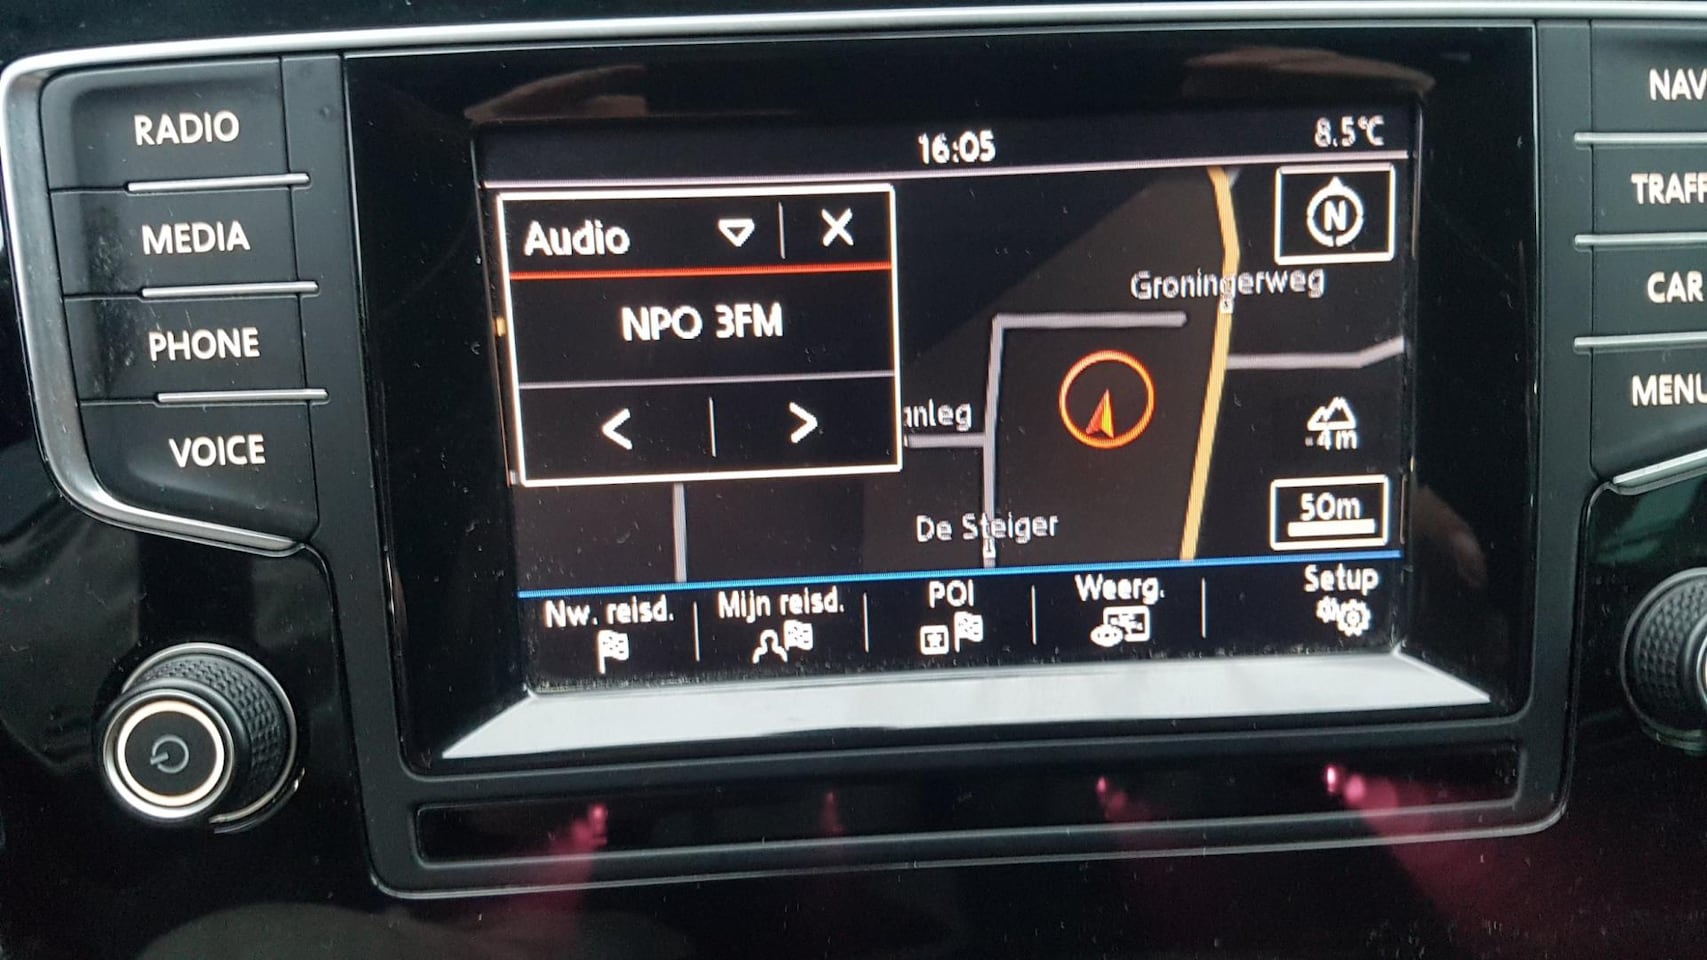 RADIO
MEDIA
PHONE
VOICE
16:05
8.5°C
Audio
NPO 3FM
N
Groningerweg
anleg
De Steiger
-4m
50m
Nw. reisd.
Mijn reisd.
POI
Weerg.
Setup
NAV
TRAFF
CAR
MENU